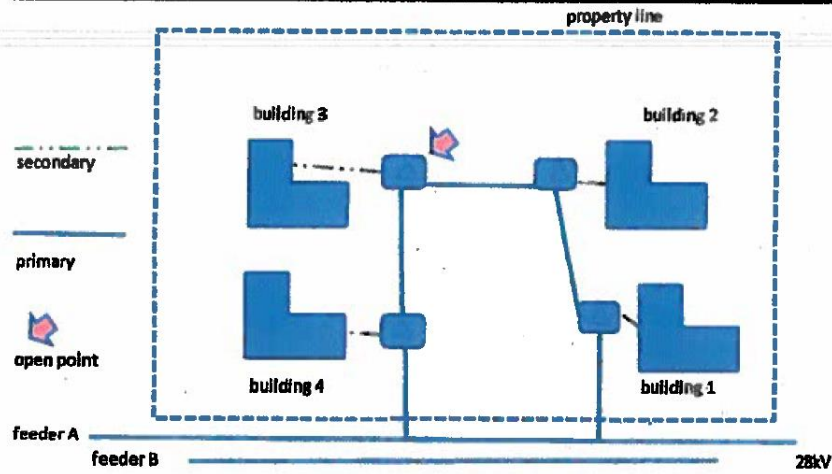 property line
building 3
building 2
secondary
primary
open point
building 4
building 1
feeder A
feeder B
28kV